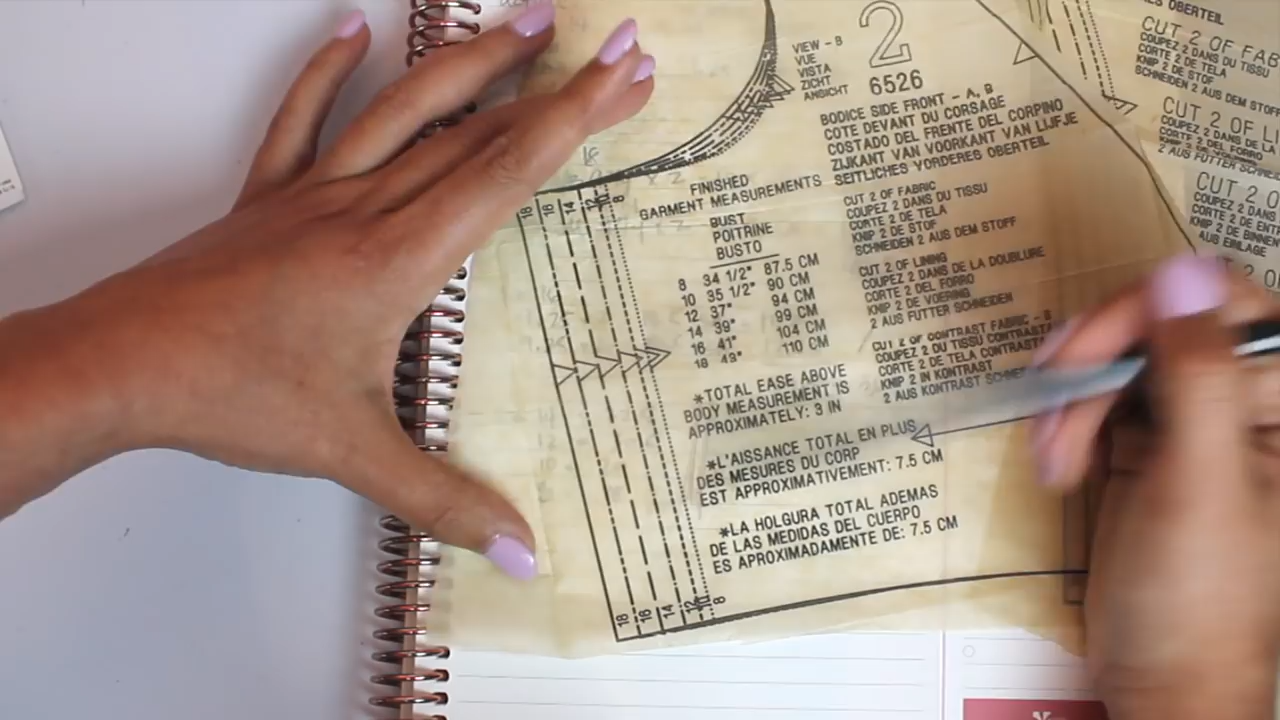 2
6526
VIEW - B
VUE
VISTA
ZICHT
ANSICHT
BODICE SIDE FRONT - A, B
COTE DEVANT DU CORSAGE
COSTADO DEL FRENTE DEL CORPINO
ZIJKANT VAN VOORKANT VAN LIJFJE
SEITLICHES VORDERES OBERTEIL
FINISHED
GARMENT MEASUREMENTS
BUST
POITRINE
BUSTO
8 34 1/2" 87.5 CM
10 35 1/2" 90 CM
12 37" 94 CM
14 39" 99 CM
16 41" 104 CM
18 43" 110 CM
*TOTAL EASE ABOVE
BODY MEASUREMENT IS
APPROXIMATELY: 3 IN
*L'AISSANCE TOTAL EN PLUS
DES MESURES DU CORP
EST APPROXIMATIVEMENT: 7.5 CM
*LA HOLGURA TOTAL ADEMAS
DE LAS MEDIDAS DEL CUERPO
ES APROXIMADAMENTE DE: 7.5 CM
CUT 2 OF FABRIC
COUPEZ 2 DANS DU TISSU
CORTE 2 DE TELA
KNIP 2 DE STOF
SCHNEIDEN 2 AUS DEM STOFF
CUT 2 OF LINING
COUPEZ 2 DANS DE LA DOUBLURE
CORTE 2 DEL FORRO
KNIP 2 DE VOERING
2 AUS FUTTER SCHNEIDEN
CUT 2 OF CONTRAST FABRIC - B
COUPEZ 2 DU TISSU
CORTE 2 DE TELA
KNIP 2 IN KONTRAST
2 AUS KONTRAST
18 16 14 12 10 8
18 16 14 12 10 8
OBERTEIL
CUT 2 OF
COUPEZ 2 DANS DU TISSU
CORTE 2 DE TELA
KNIP 2 DE STOF
SCHNEIDEN 2 AUS DEM STOFF
CUT 2 OF
COUPEZ 2 DANS DE
CORTE 2 DEL FORRO
2 AUS FUTTER
CUT 2
COUPEZ 2
CORTE 2 DE
KNIP 2 DE
AUS EINLAGE